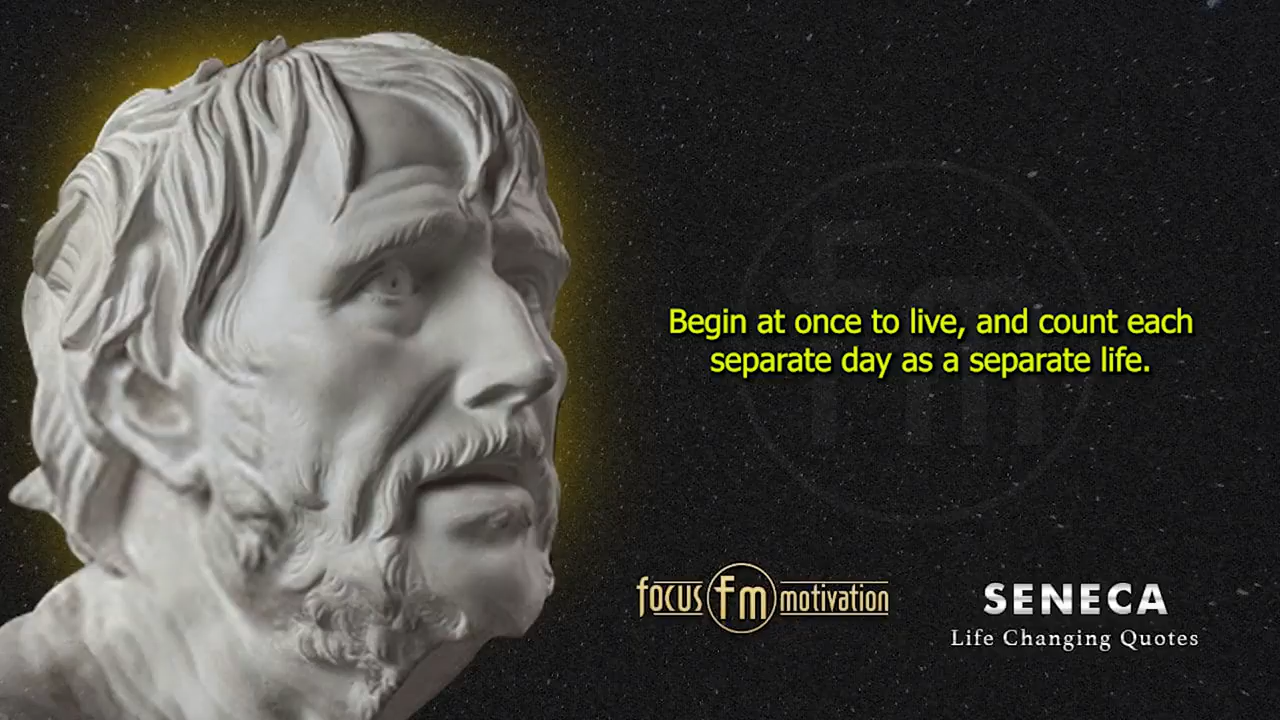 Begin at once to live, and count each
separate day as a separate life.
focus fm motivation
SENECA
Life Changing Quotes
fm